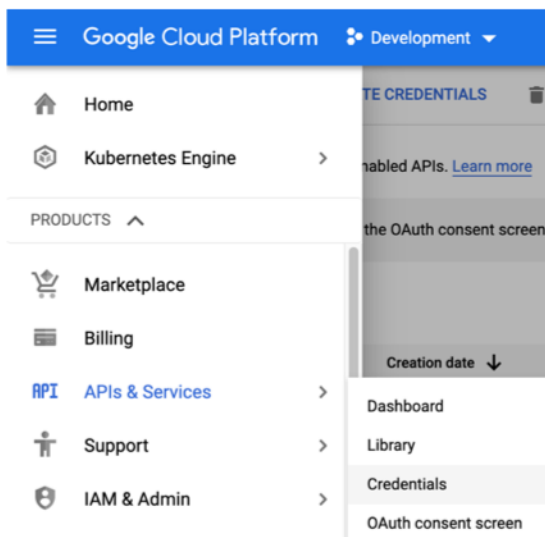 Google Cloud Platform Development
Home
TE CREDENTIALS
Kubernetes Engine
nabled APIs. Learn more
PRODUCTS
the OAuth consent screen
Marketplace
Billing
Creation date
API APIs & Services
Dashboard
Support
Library
Credentials
IAM & Admin
OAuth consent screen